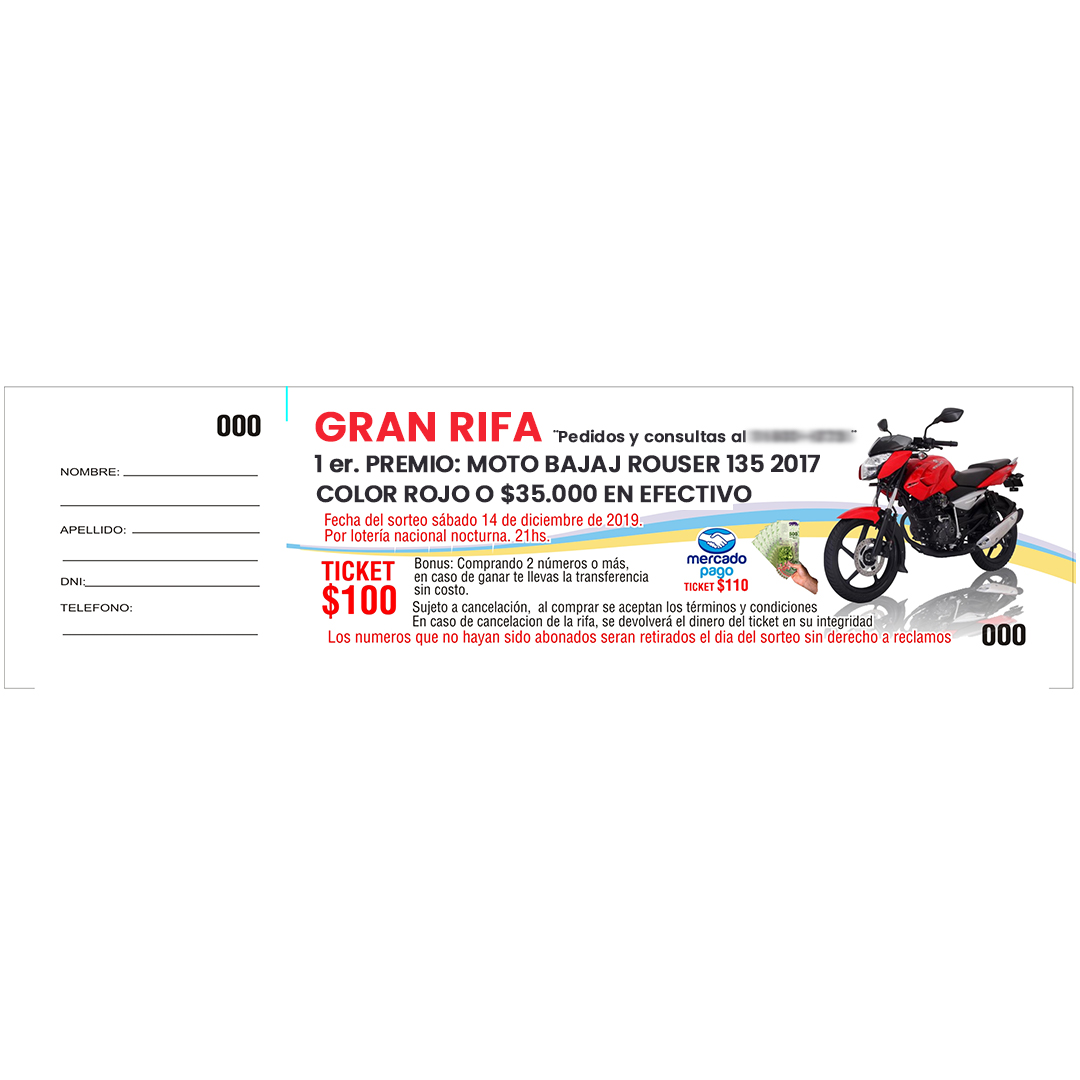 000
NOMBRE:
APELLIDO:
DNI:
TELEFONO:
GRAN RIFA ¨Pedidos y consultas al ¨
1 er. PREMIO: MOTO BAJAJ ROUSER 135 2017
COLOR ROJO O $35.000 EN EFECTIVO
Fecha del sorteo sábado 14 de diciembre de 2019.
Por lotería nacional nocturna. 21hs.
TICKET
$100
Bonus: Comprando 2 números o más,
en caso de ganar te llevas la transferencia
sin costo.
mercado
pago
TICKET $110
Sujeto a cancelación, al comprar se aceptan los términos y condiciones
En caso de cancelacion de la rifa, se devolverá el dinero del ticket en su integridad
Los numeros que no hayan sido abonados seran retirados el dia del sorteo sin derecho a reclamos
000